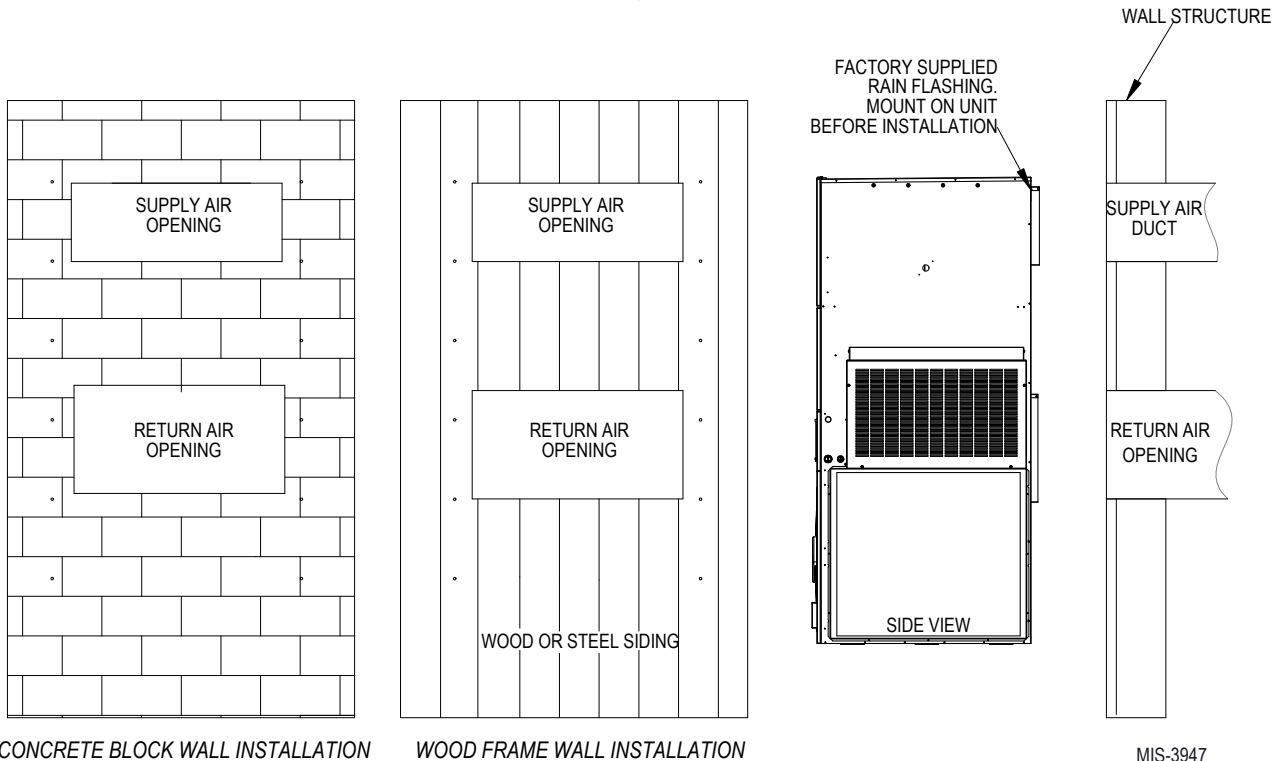 WALL STRUCTURE
FACTORY SUPPLIED
RAIN FLASHING.
MOUNT ON UNIT
BEFORE INSTALLATION
SUPPLY AIR
OPENING
SUPPLY AIR
OPENING
SUPPLY AIR
DUCT
RETURN AIR
OPENING
RETURN AIR
OPENING
RETURN AIR
OPENING
WOOD OR STEEL SIDING
SIDE VIEW
CONCRETE BLOCK WALL INSTALLATION
WOOD FRAME WALL INSTALLATION
MIS-3947